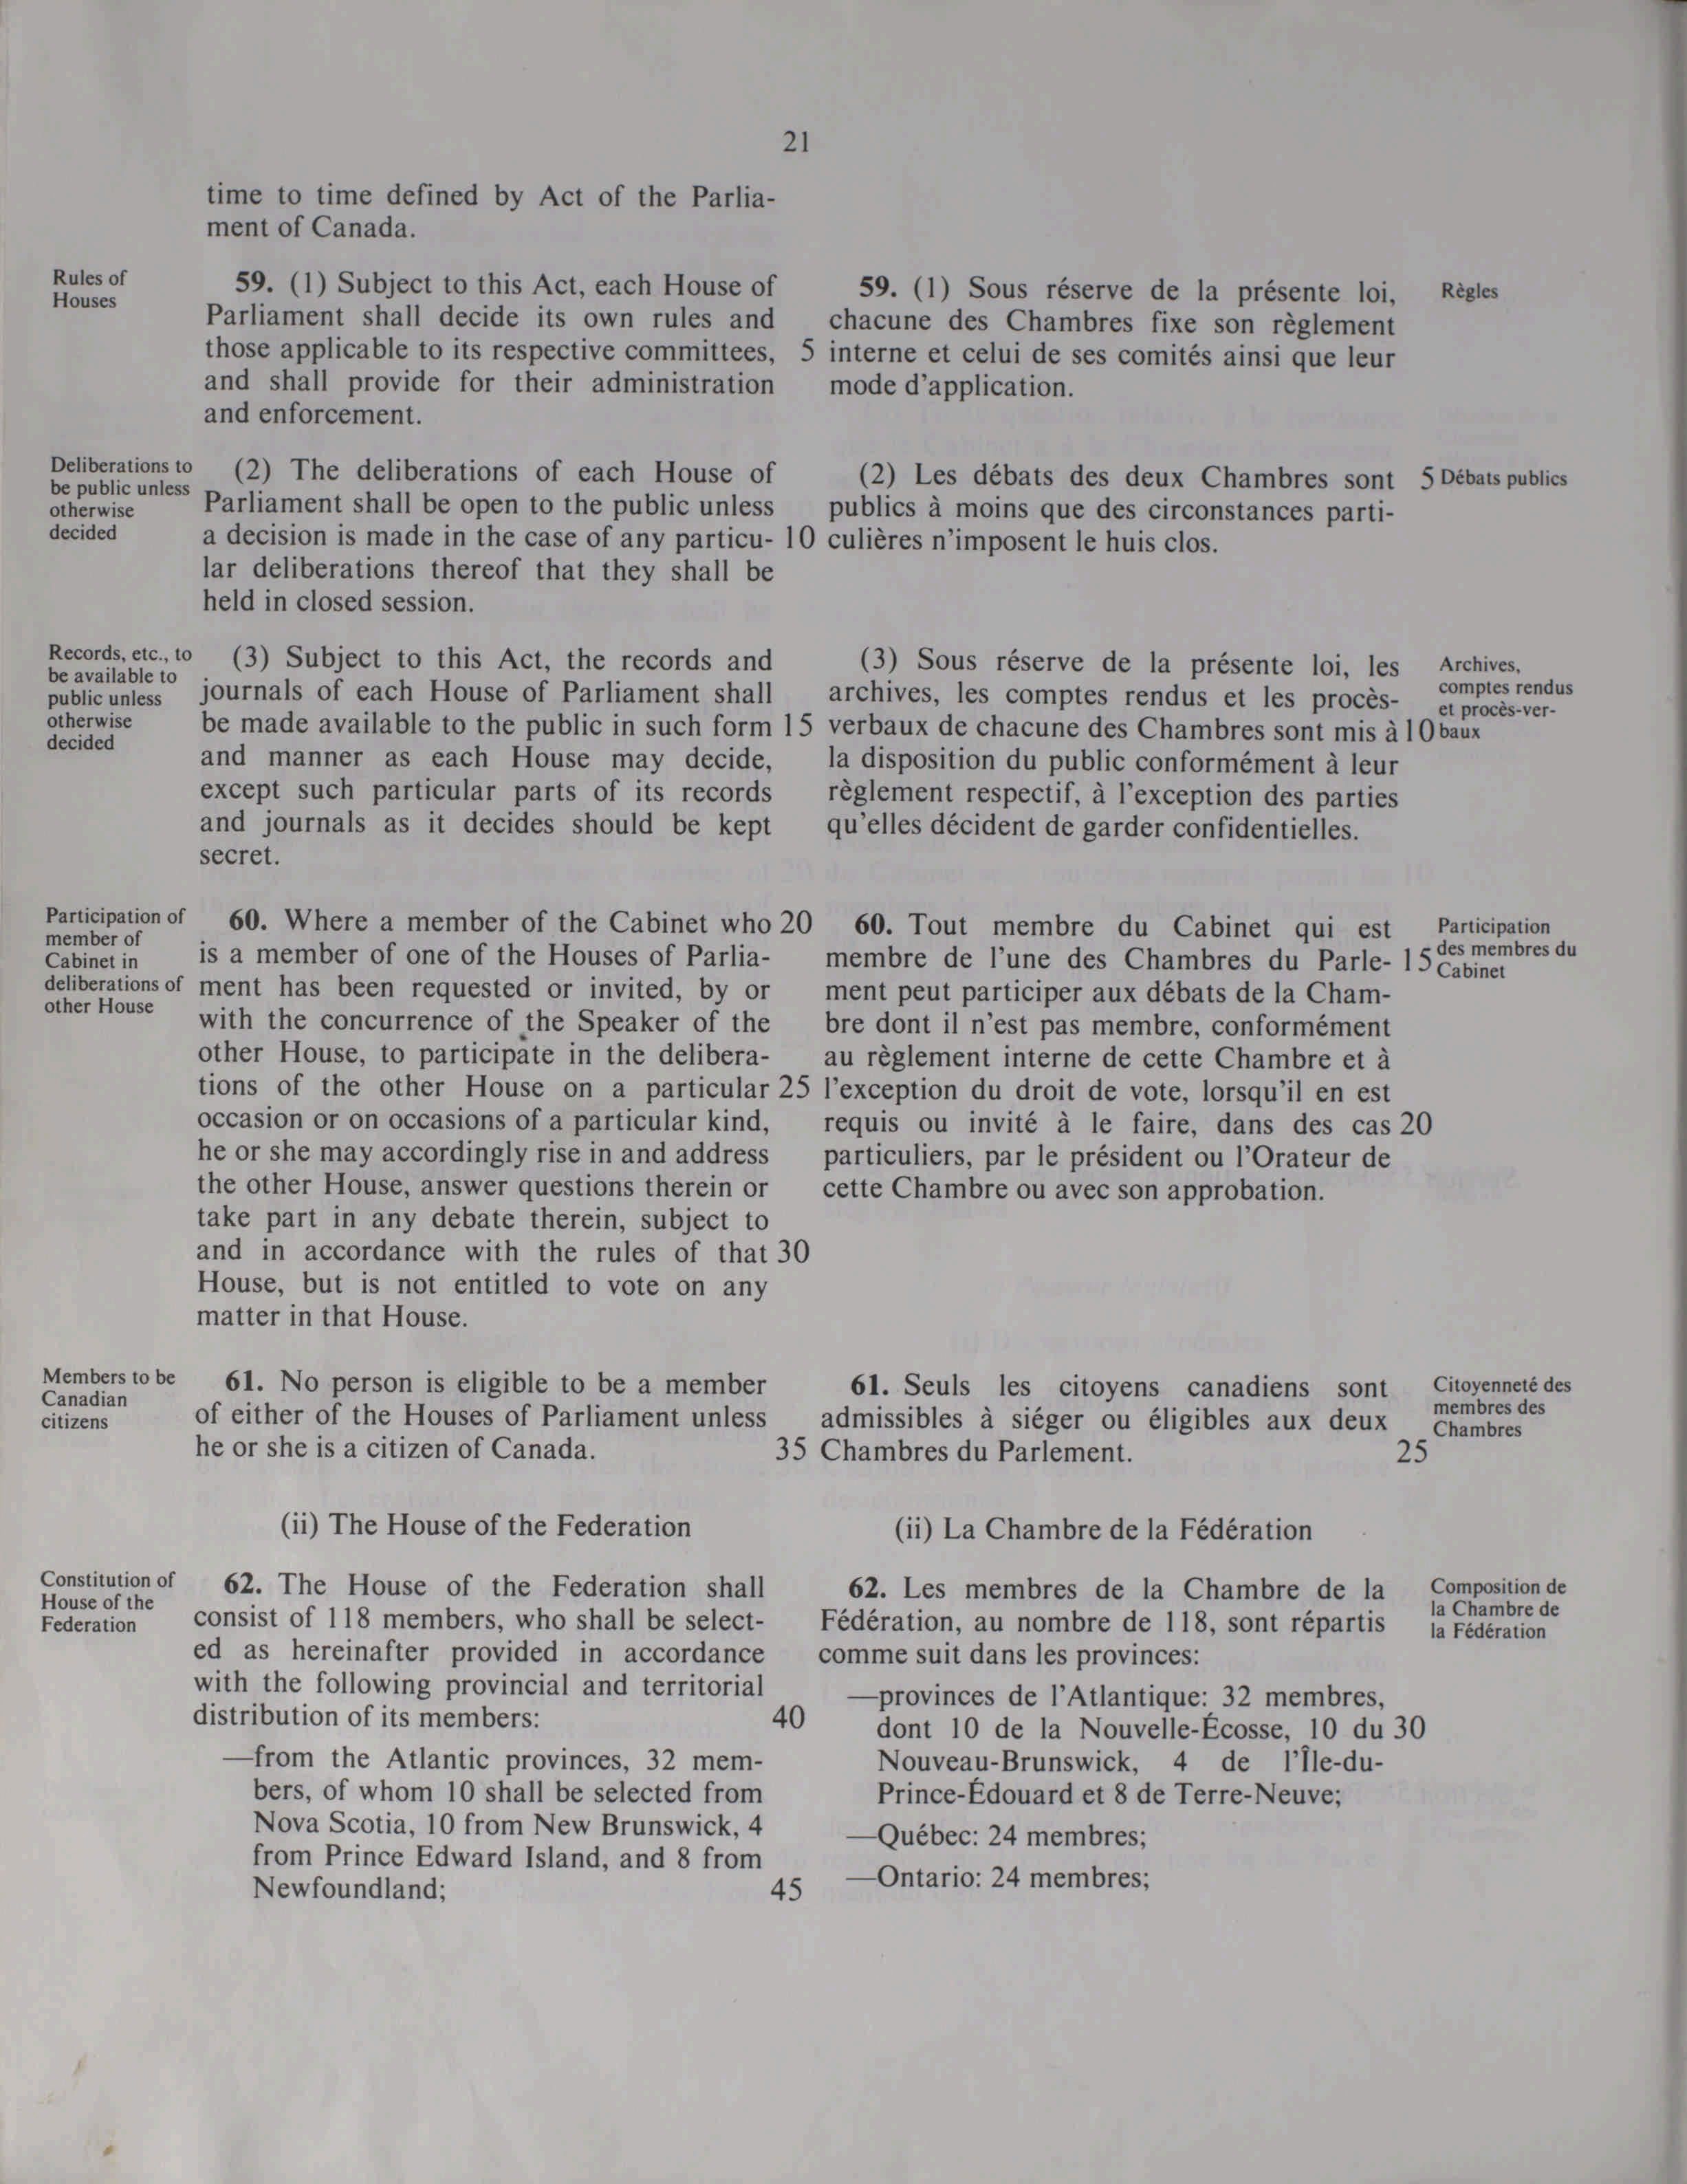 21
time to time defined by Act of the Parlia-
ment of Canada.
Rules of
Houses
59. (1) Subject to this Act, each House of
Parliament shall decide its own rules and
those applicable to its respective committees, 5
and shall provide for their administration
and enforcement.
Deliberations to
be public unless
otherwise
decided
(2) The deliberations of each House of
Parliament shall be open to the public unless
a decision is made in the case of any particu- 10
lar deliberations thereof that they shall be
held in closed session.
Records, etc., to
be available to
public unless
otherwise
decided
(3) Subject to this Act, the records and
journals of each House of Parliament shall
be made available to the public in such form 15
and manner as each House may decide,
except such particular parts of its records
and journals as it decides should be kept
secret.
Participation of
member of
Cabinet in
deliberations of
other House
60. Where a member of the Cabinet who 20
is a member of one of the Houses of Parlia-
ment has been requested or invited, by or
with the concurrence of the Speaker of the
other House, to participate in the delibera-
tions of the other House on a particular 25
occasion or on occasions of a particular kind,
he or she may accordingly rise in and address
the other House, answer questions therein or
take part in any debate therein, subject to
and in accordance with the rules of that 30
House, but is not entitled to vote on any
matter in that House.
Members to be
Canadian
citizens
61. No person is eligible to be a member
of either of the Houses of Parliament unless
he or she is a citizen of Canada. 35
(ii) The House of the Federation
Constitution of
House of the
Federation
62. The House of the Federation shall
consist of 118 members, who shall be select-
ed as hereinafter provided in accordance
with the following provincial and territorial
distribution of its members: 40
—from the Atlantic provinces, 32 mem-
bers, of whom 10 shall be selected from
Nova Scotia, 10 from New Brunswick, 4
from Prince Edward Island, and 8 from
Newfoundland; 45
59. (1) Sous réserve de la présente loi,
chacune des Chambres fixe son règlement
interne et celui de ses comités ainsi que leur
mode d'application.
Règles
(2) Les débats des deux Chambres sont 5
publics à moins que des circonstances parti-
culières n'imposent le huis clos.
Débats publics
(3) Sous réserve de la présente loi, les
archives, les comptes rendus et les procès-
verbaux de chacune des Chambres sont mis à 10
la disposition du public conformément à leur
règlement respectif, à l'exception des parties
qu'elles décident de garder confidentielles.
Archives,
comptes rendus
et procès-ver-
baux
60. Tout membre du Cabinet qui est
membre de l'une des Chambres du Parle- 15
ment peut participer aux débats de la Cham-
bre dont il n'est pas membre, conformément
au règlement interne de cette Chambre et à
l'exception du droit de vote, lorsqu'il en est
requis ou invité à le faire, dans des cas 20
particuliers, par le président ou l'Orateur de
cette Chambre ou avec son approbation.
Participation
des membres du
Cabinet
61. Seuls les citoyens canadiens sont
admissibles à siéger ou éligibles aux deux
Chambres du Parlement. 25
Citoyenneté des
membres des
Chambres
(ii) La Chambre de la Fédération
62. Les membres de la Chambre de la
Fédération, au nombre de 118, sont répartis
comme suit dans les provinces:
Composition de
la Chambre de
la Fédération
—provinces de l'Atlantique: 32 membres,
dont 10 de la Nouvelle-Écosse, 10 du 30
Nouveau-Brunswick, 4 de l'Île-du-
Prince-Édouard et 8 de Terre-Neuve;
—Québec: 24 membres;
—Ontario: 24 membres;